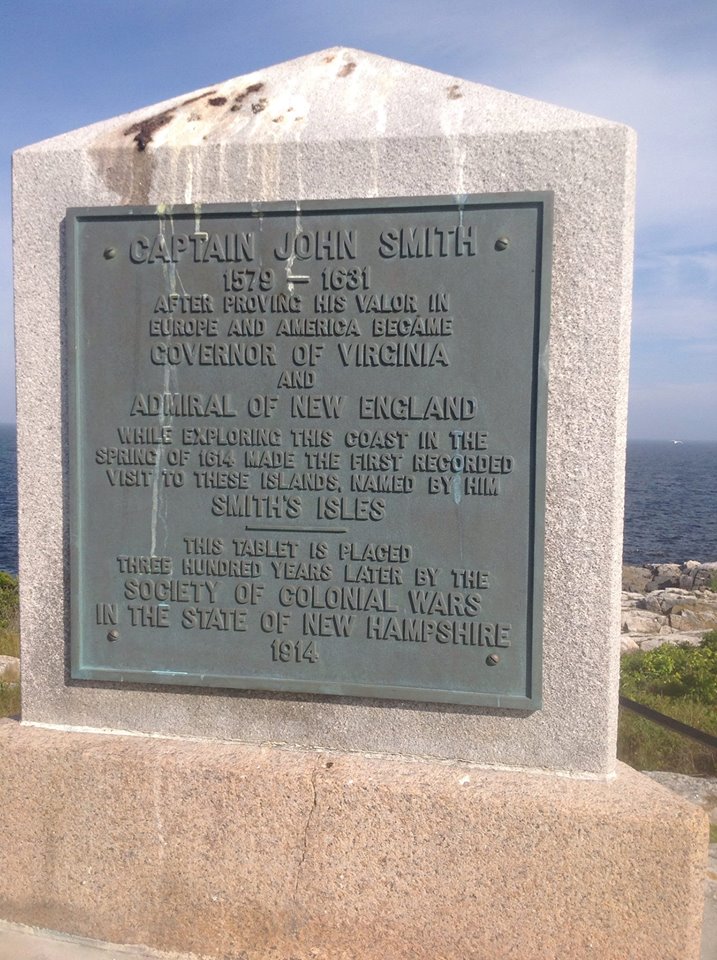 CAPTAIN JOHN SMITH
1579 — 1631
AFTER PROVING HIS VALOR IN
EUROPE AND AMERICA BECAME
GOVERNOR OF VIRGINIA
AND
ADMIRAL OF NEW ENGLAND
WHILE EXPLORING THIS COAST IN THE
SPRING OF 1614 MADE THE FIRST RECORDED
VISIT TO THESE ISLANDS, NAMED BY HIM
SMITH'S ISLES
THIS TABLET IS PLACED
THREE HUNDRED YEARS LATER BY THE
SOCIETY OF COLONIAL WARS
IN THE STATE OF NEW HAMPSHIRE
1914